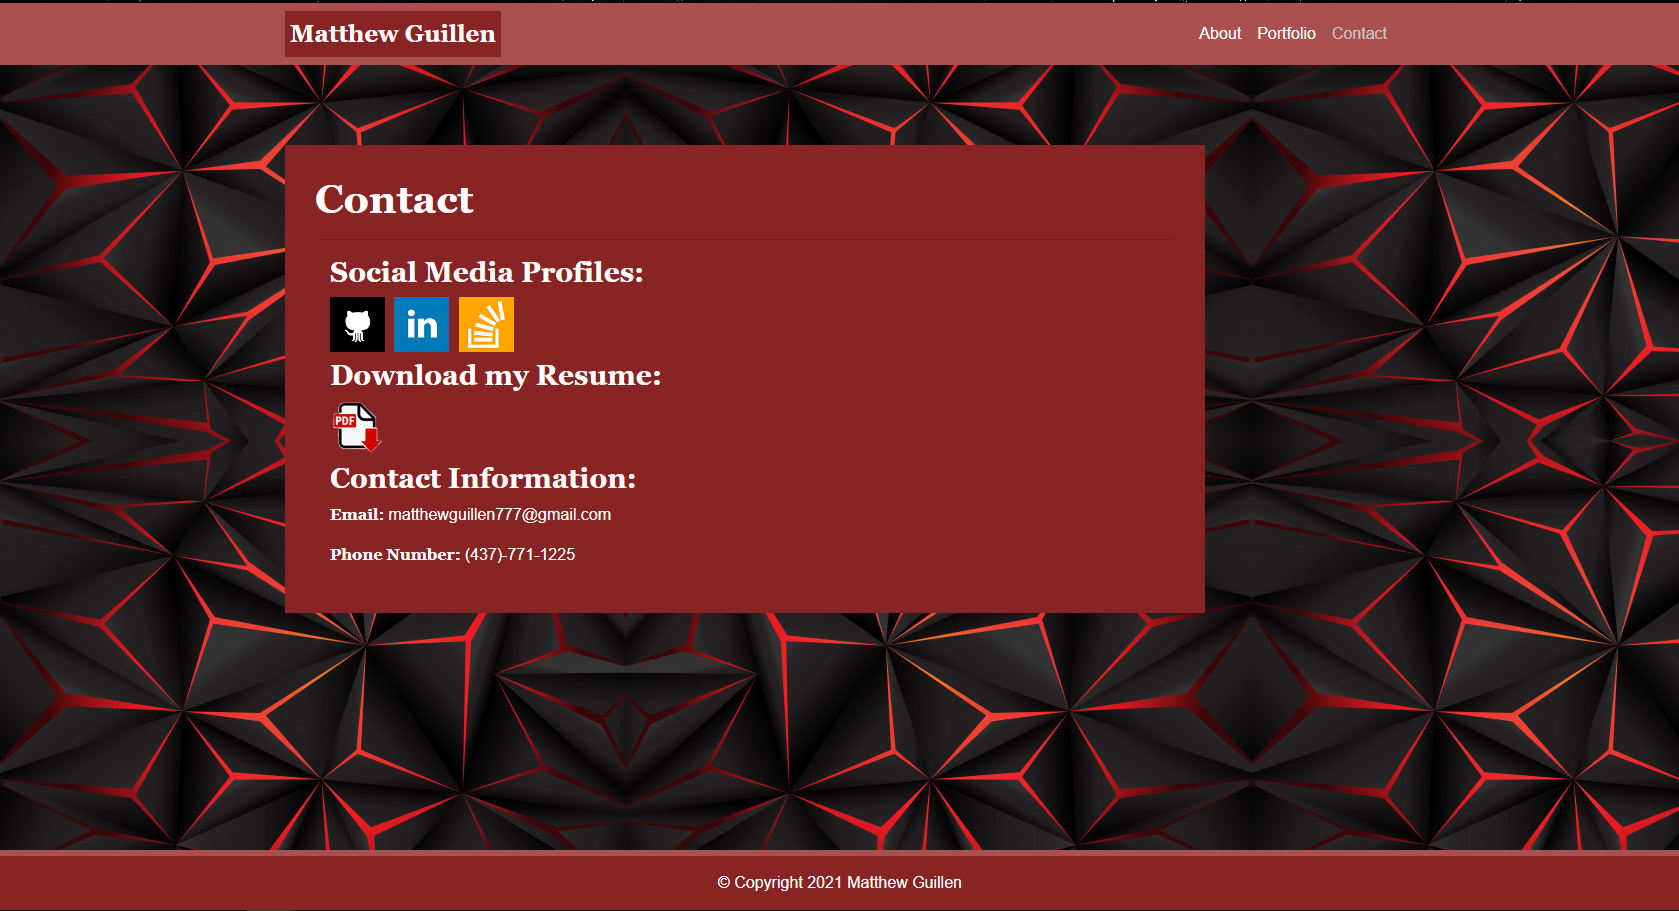 Matthew Guillen
About Portfolio Contact
Contact
Social Media Profiles:
in
Download my Resume:
PDF
Contact Information:
Email: matthewguillen777@gmail.com
Phone Number: (437)-771-1225
© Copyright 2021 Matthew Guillen